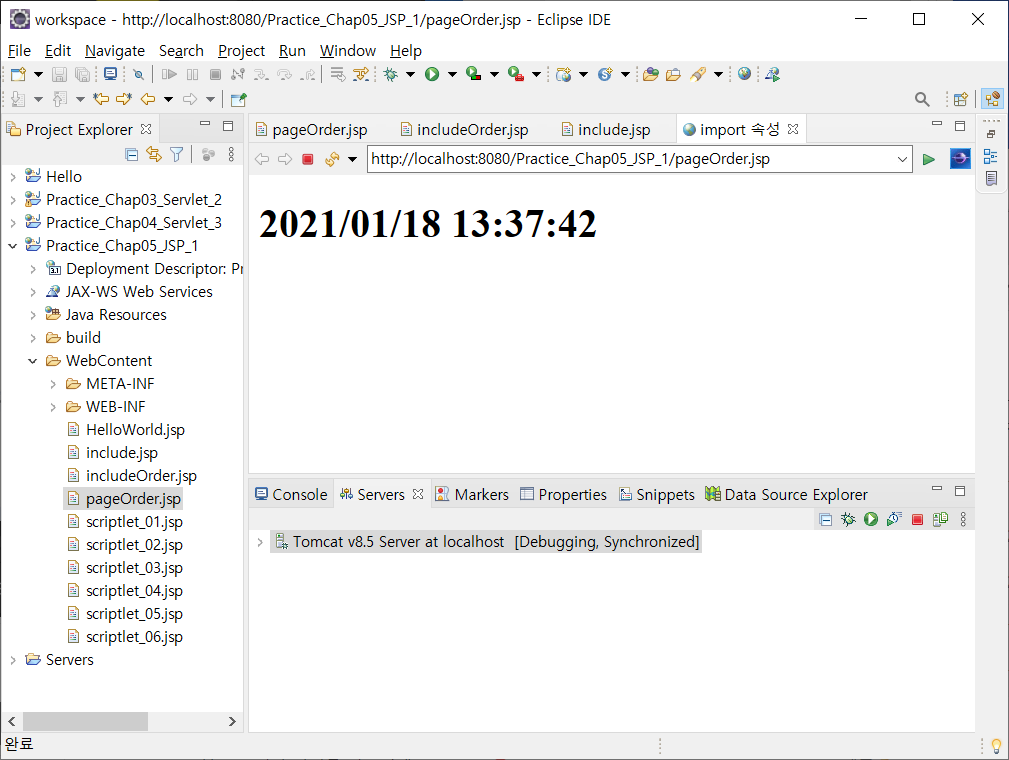 workspace - http://localhost:8080/Practice_Chap05_JSP_1/pageOrder.jsp - Eclipse IDE
File Edit Navigate Search Project Run Window Help
Project Explorer
Hello
Practice_Chap03_Servlet_2
Practice_Chap04_Servlet_3
Practice_Chap05_JSP_1
Deployment Descriptor: Pr
JAX-WS Web Services
Java Resources
build
WebContent
META-INF
WEB-INF
HelloWorld.jsp
include.jsp
includeOrder.jsp
pageOrder.jsp
scriptlet_01.jsp
scriptlet_02.jsp
scriptlet_03.jsp
scriptlet_04.jsp
scriptlet_05.jsp
scriptlet_06.jsp
Servers
pageOrder.jsp includeOrder.jsp include.jsp import 속성
http://localhost:8080/Practice_Chap05_JSP_1/pageOrder.jsp
2021/01/18 13:37:42
Console Servers Markers Properties Snippets Data Source Explorer
Tomcat v8.5 Server at localhost [Debugging, Synchronized]
완료